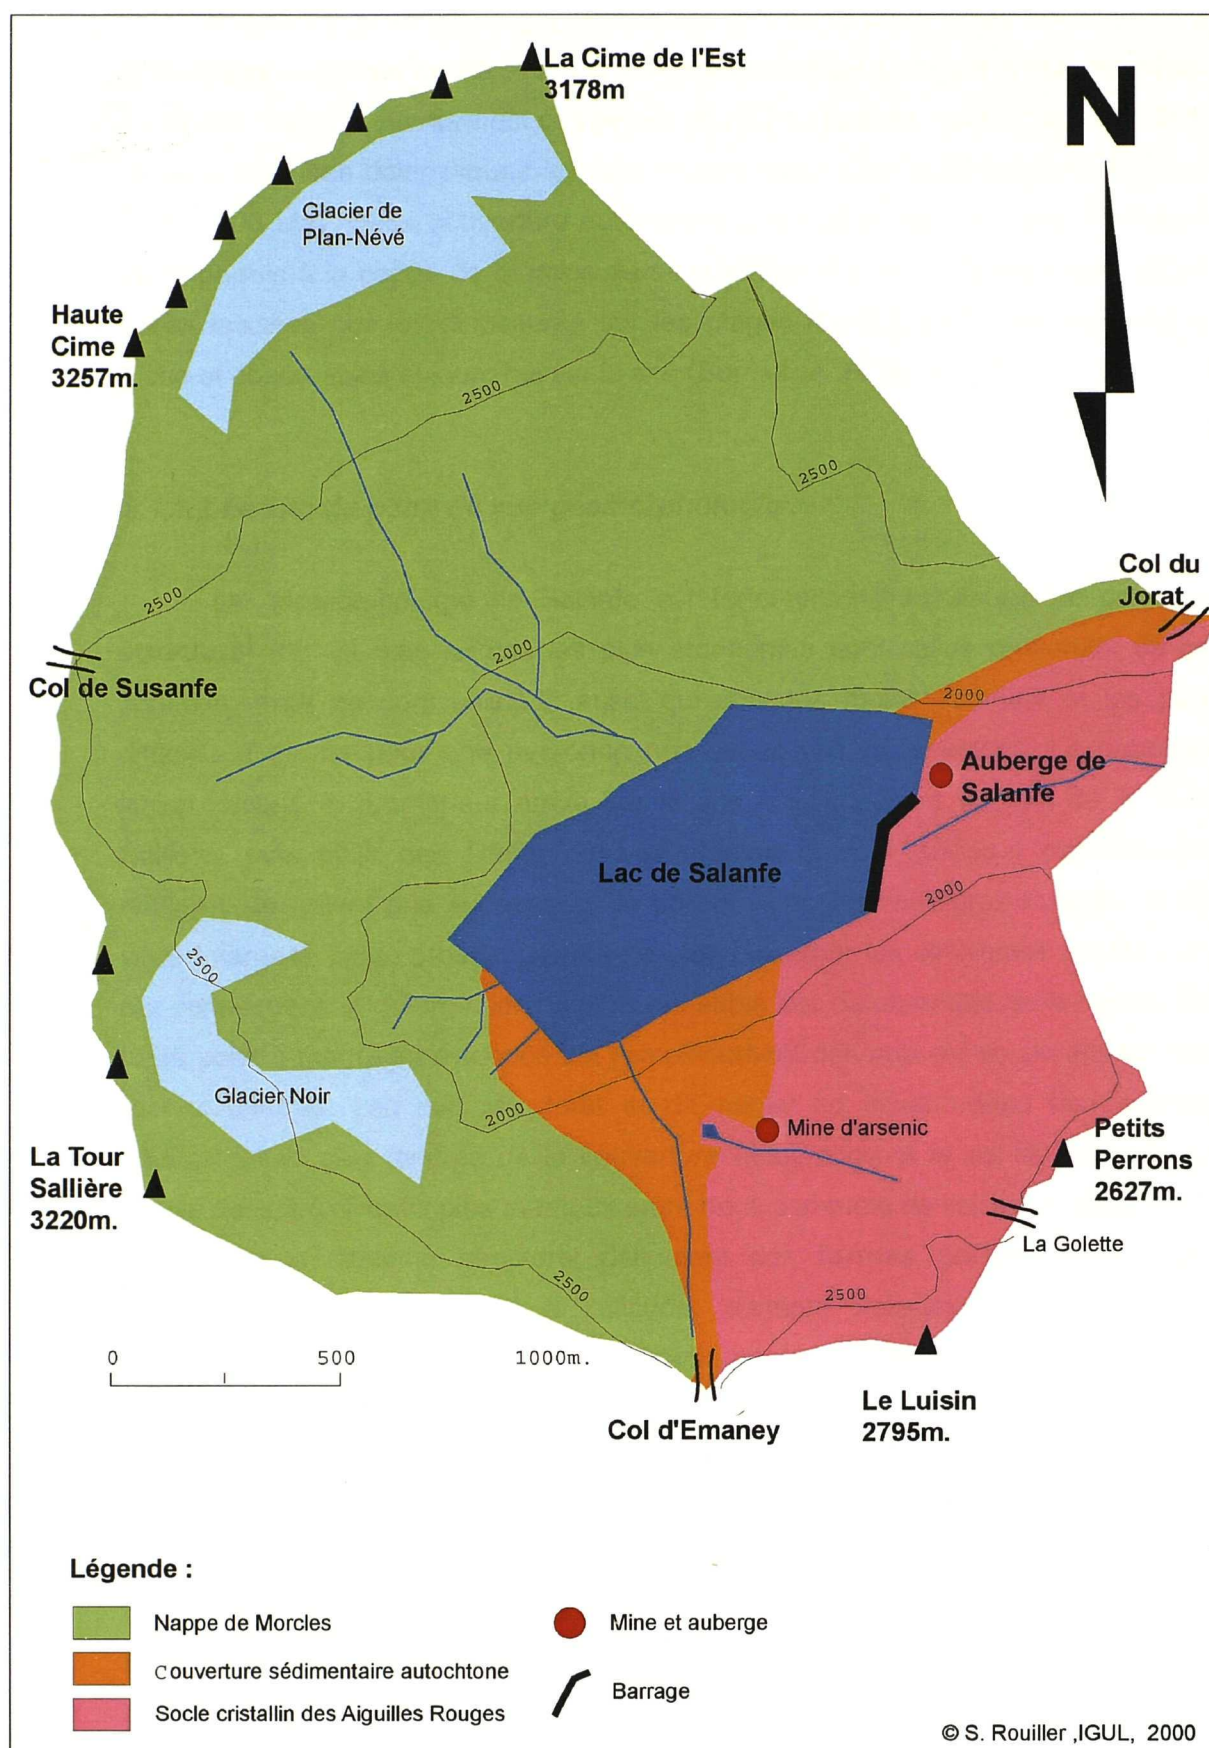 La Cime de l'Est
3178m
N
Glacier de
Plan-Névé
Haute
Cime
3257m.
2500
2500
2500
Col du
Jorat
2000
Col de Susanfe
2000
Auberge de
Salanfe
Lac de Salanfe
2000
2500
Glacier Noir
2000
Mine d'arsenic
Petits
Perrons
2627m.
La Tour
Sallière
3220m.
La Golette
2500
2500
0 500 1000m.
Le Luisin
2795m.
Col d'Emaney
Légende :
Nappe de Morcles
Mine et auberge
Couverture sédimentaire autochtone
Barrage
Socle cristallin des Aiguilles Rouges
© S. Rouiller ,IGUL, 2000